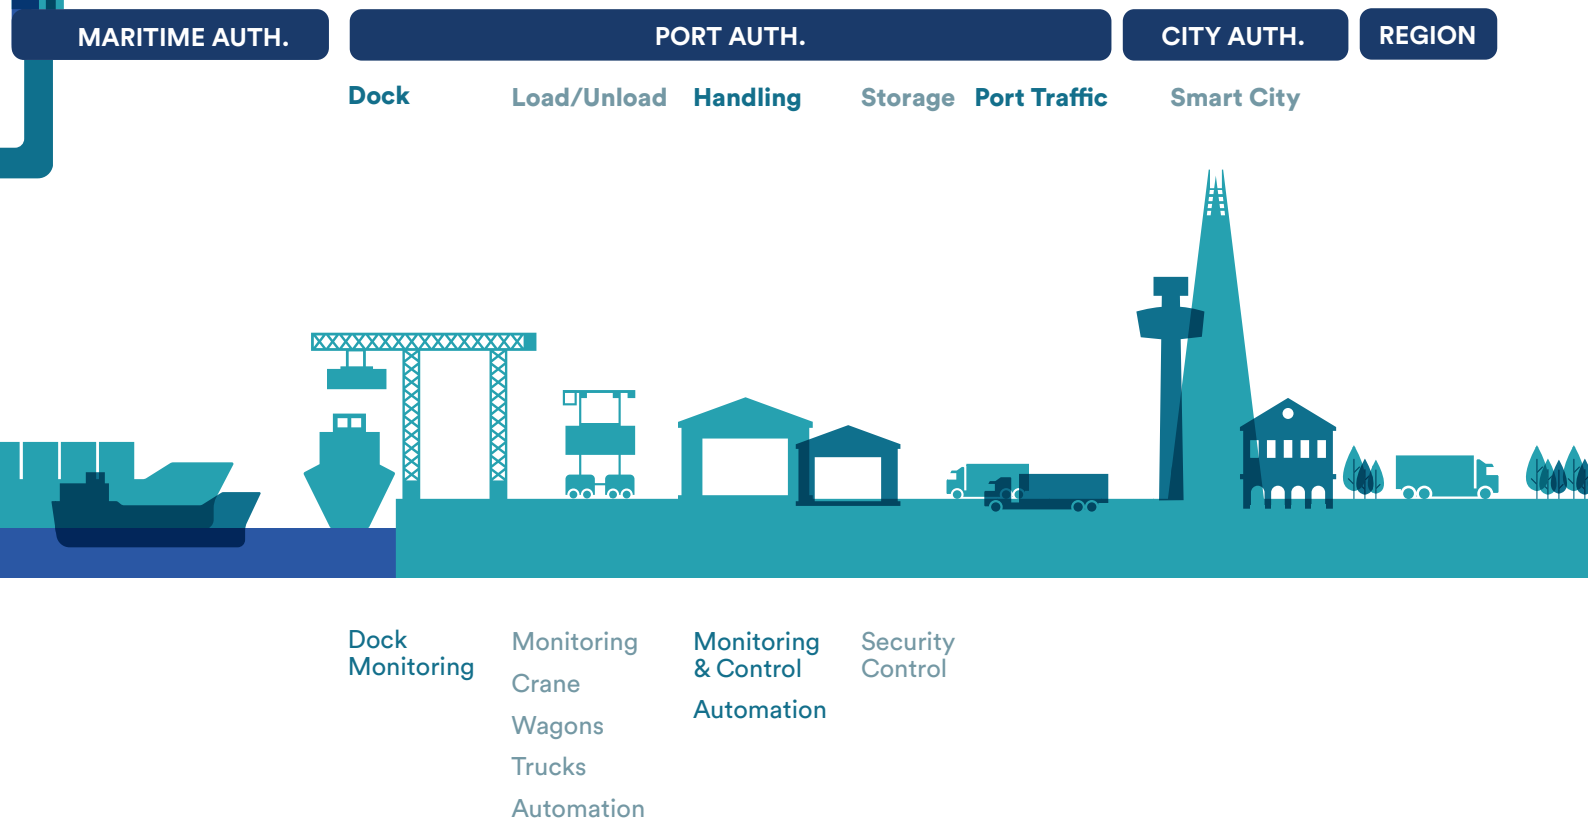 MARITIME AUTH.
PORT AUTH.
CITY AUTH.
REGION
Dock
Load/Unload
Handling
Storage
Port Traffic
Smart City
Dock
Monitoring
Monitoring
Crane
Wagons
Trucks
Automation
Monitoring
& Control
Automation
Security
Control